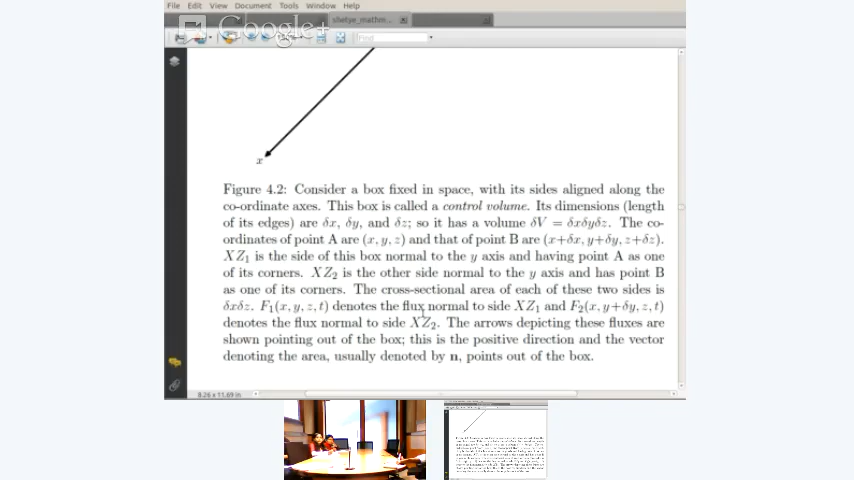 File Edit View Document Tools Window Help
Google+
shetye_mathm...
Find
x
Figure 4.2: Consider a box fixed in space, with its sides aligned along the
co-ordinate axes. This box is called a control volume. Its dimensions (length
of its edges) are δx, δy, and δz; so it has a volume δV = δxδyδz. The co-
ordinates of point A are (x, y, z) and that of point B are (x+δx, y+δy, z+δz).
XZ₁ is the side of this box normal to the y axis and having point A as one
of its corners. XZ₂ is the other side normal to the y axis and has point B
as one of its corners. The cross-sectional area of each of these two sides is
δxδz. F₁(x, y, z, t) denotes the flux normal to side XZ₁ and F₂(x, y+δy, z, t)
denotes the flux normal to side XZ₂. The arrows depicting these fluxes are
shown pointing out of the box; this is the positive direction and the vector
denoting the area, usually denoted by n, points out of the box.
8.26 x 11.69 in